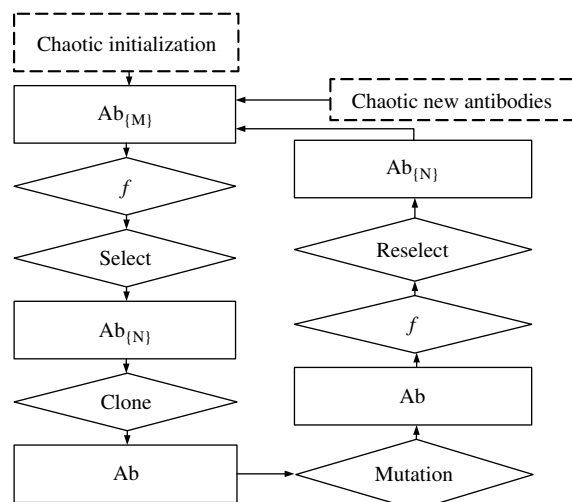 Chaotic initialization
Chaotic new antibodies
Ab{M}
f
Select
Ab{N}
Clone
Ab
Mutation
Ab
f
Reselect
Ab{N}